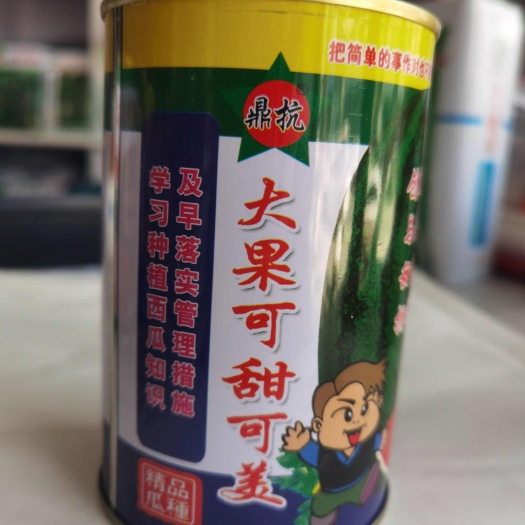 把简单的事作对
鼎抗
大果可甜可美
及早落实管理措施
学习种植西瓜知识
精品
瓜種